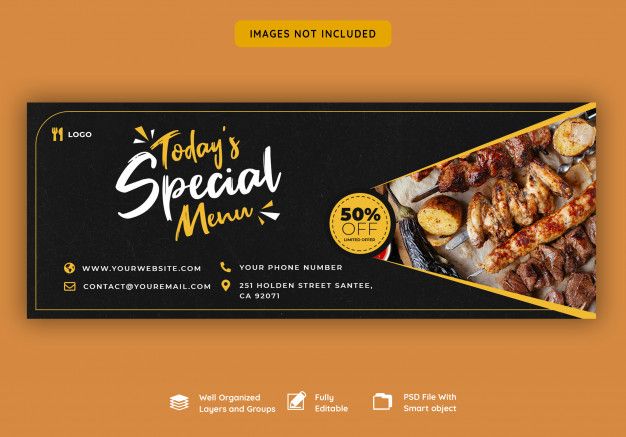 IMAGES NOT INCLUDED
LOGO
Today's
Special
Menu
50%
OFF
LIMITED OFFER
WWW.YOURWEBSITE.COM
YOUR PHONE NUMBER
CONTACT@YOUREMAIL.COM
251 HOLDEN STREET SANTEE,
CA 92071
Well Organized
Layers and Groups
Fully
Editable
PSD File With
Smart object